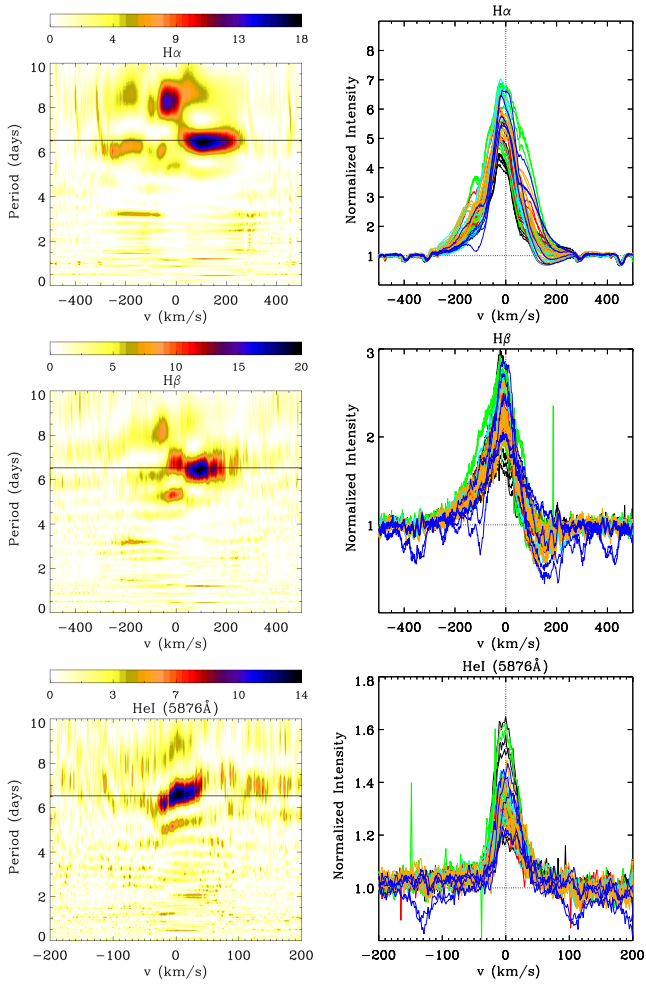 0 4 9 13 18
Hα
10
8
6
4
2
0
Period (days)
−400 −200 0 200 400
v (km/s)
Hα
8
7
6
5
4
3
2
1
Normalized Intensity
−400 −200 0 200 400
v (km/s)
0 5 10 15 20
Hβ
10
8
6
4
2
0
Period (days)
−400 −200 0 200 400
v (km/s)
Hβ
3
2
1
Normalized Intensity
−400 −200 0 200 400
v (km/s)
0 3 7 10 14
HeI (5876Å)
10
8
6
4
2
0
Period (days)
−200 −100 0 100 200
v (km/s)
HeI (5876Å)
1.8
1.6
1.4
1.2
1.0
Normalized Intensity
−200 −100 0 100 200
v (km/s)